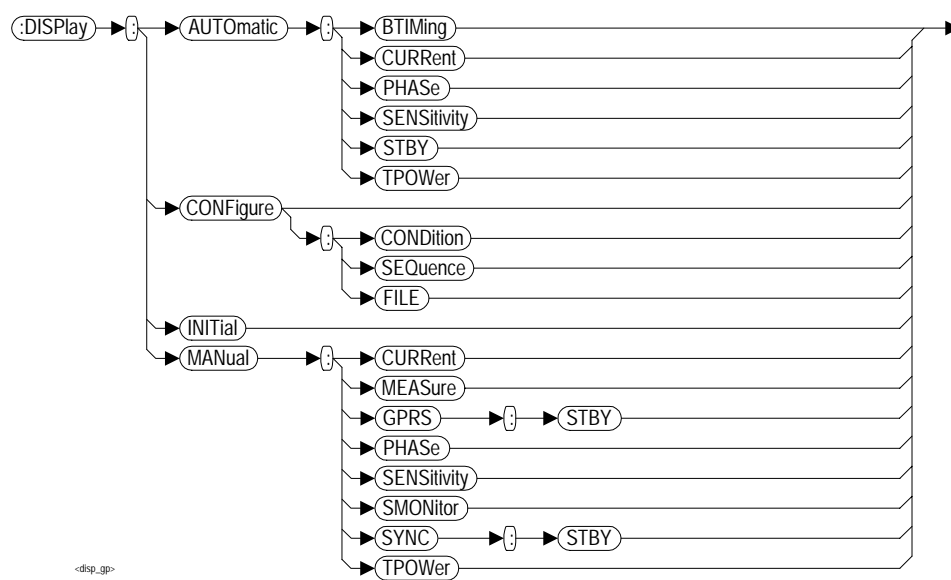 :DISPlay : AUTOmatic : BTIMing
CURRent
PHASe
SENSitivity
STBY
TPOWer
CONFigure
: CONDition
SEQuence
FILE
INITial
MANual : CURRent
MEASure
GPRS : STBY
PHASe
SENSitivity
SMONitor
SYNC : STBY
TPOWer
<disp_gp>